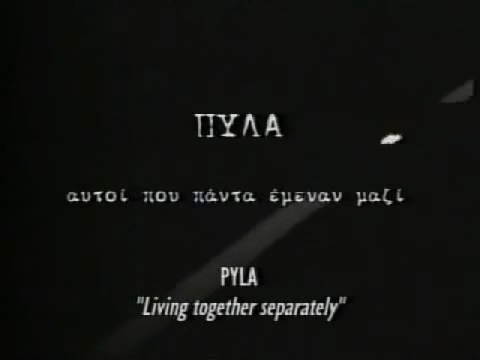 ΠΥΛΑ
αυτοί που πάντα έμεναν μαζί
PYLA
"Living together separately"